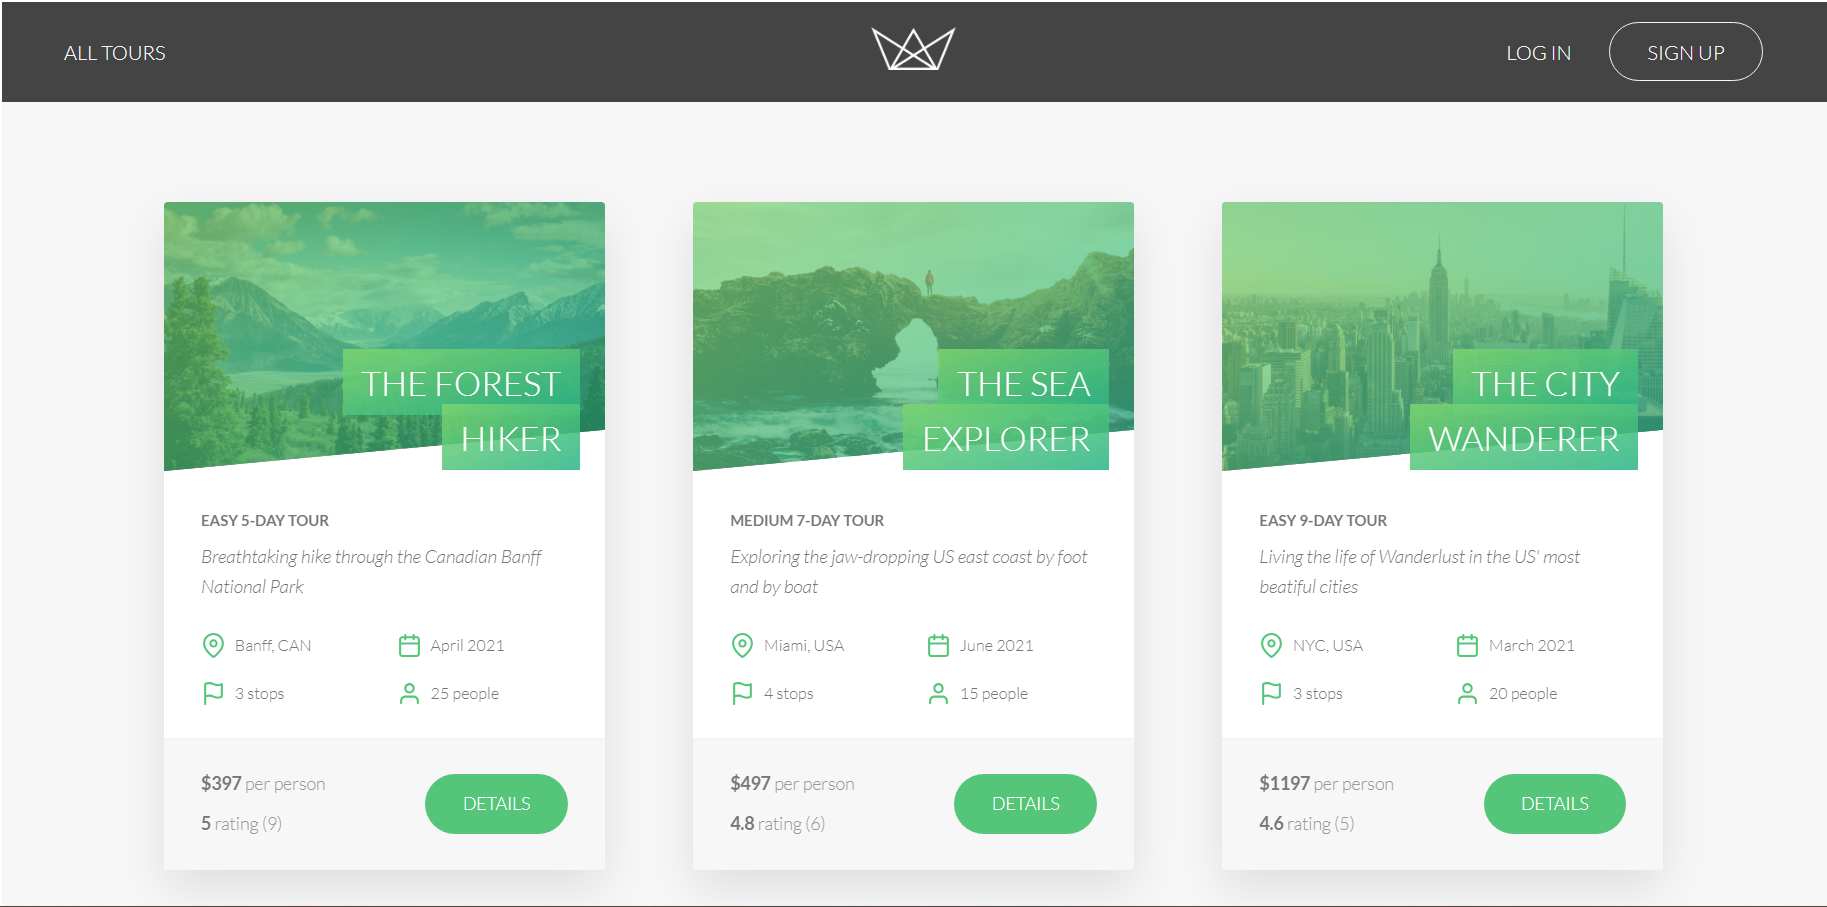 ALL TOURS
LOG IN
SIGN UP
THE FOREST
HIKER
EASY 5-DAY TOUR
Breathtaking hike through the Canadian Banff
National Park
Banff, CAN
April 2021
3 stops
25 people
$397 per person
5 rating (9)
DETAILS
THE SEA
EXPLORER
MEDIUM 7-DAY TOUR
Exploring the jaw-dropping US east coast by foot
and by boat
Miami, USA
June 2021
4 stops
15 people
$497 per person
4.8 rating (6)
DETAILS
THE CITY
WANDERER
EASY 9-DAY TOUR
Living the life of Wanderlust in the US' most
beatiful cities
NYC, USA
March 2021
3 stops
20 people
$1197 per person
4.6 rating (5)
DETAILS